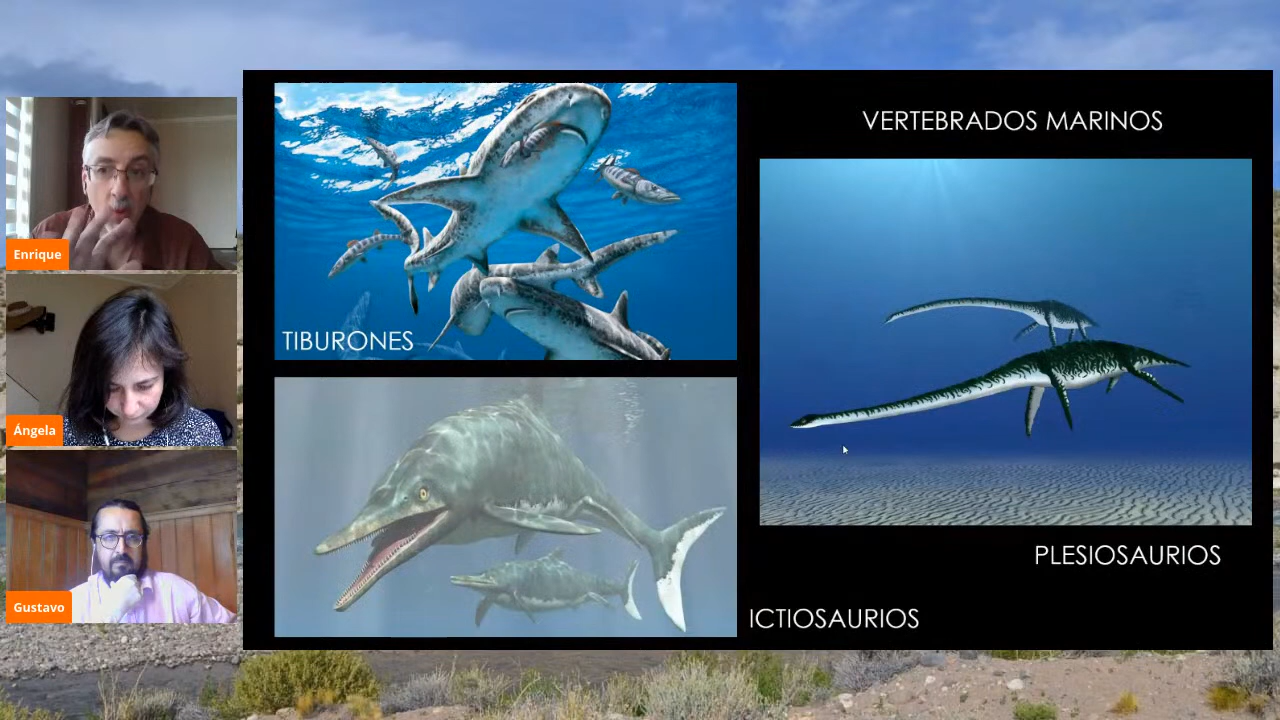 Enrique
Ángela
Gustavo
VERTEBRADOS MARINOS
TIBURONES
PLESIOSAURIOS
ICTIOSAURIOS